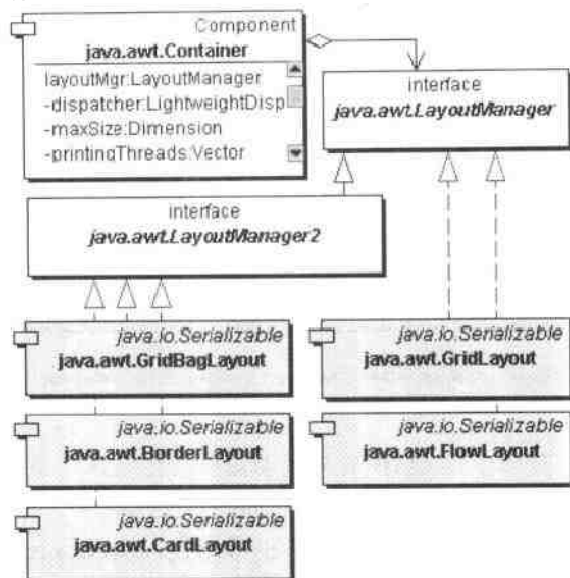 Component
java.awt.Container
layoutMgr:LayoutManager
-dispatcher:LightweightDisp
-maxSize:Dimension
-printingThreads:Vector
interface
java.awt.LayoutManager
interface
java.awt.LayoutManager2
java.io.Serializable
java.awt.GridBagLayout
java.io.Serializable
java.awt.GridLayout
java.io.Serializable
java.awt.BorderLayout
java.io.Serializable
java.awt.FlowLayout
java.io.Serializable
java.awt.CardLayout